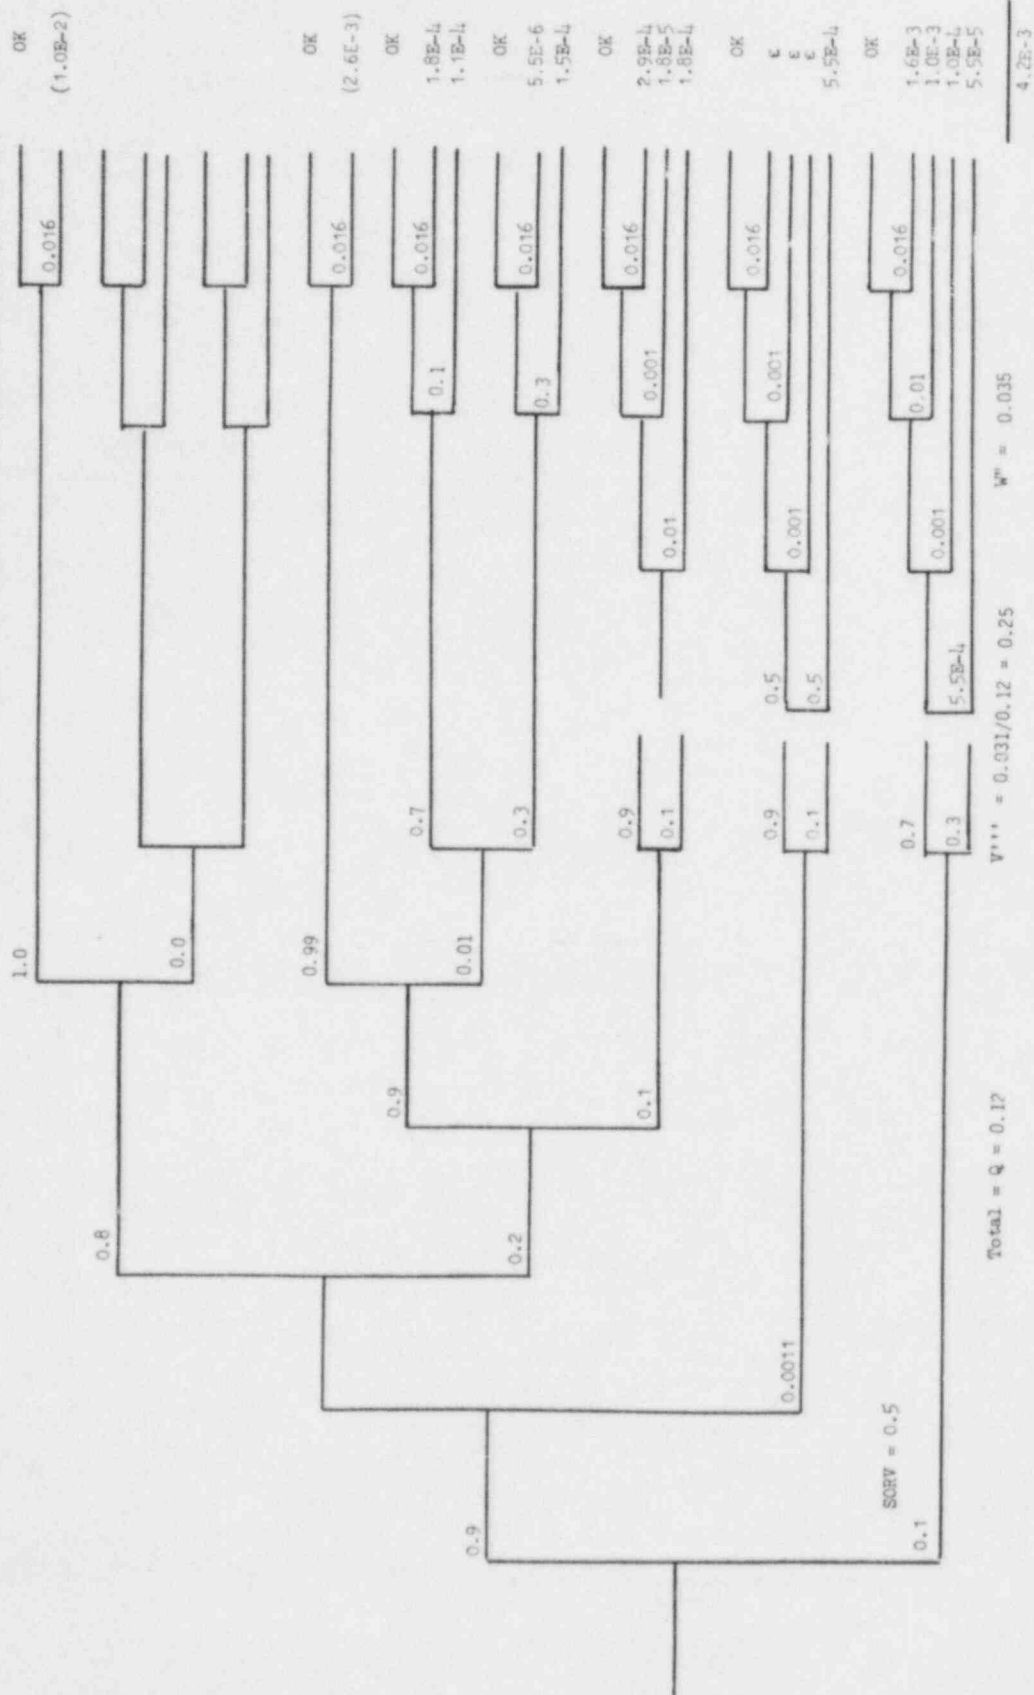 OK
(1.0E-2)
OK
(2.6E-3)
OK
1.8E-4
1.1E-4
OK
5.5E-6
1.5E-4
OK
2.9E-4
1.8E-5
1.8E-4
OK
ε
ε
ε
5.5E-4
OK
1.6E-3
1.0E-3
1.0E-4
5.5E-5
4.2E-3
0.016
0.016
0.016
0.016
0.016
0.016
0.016
0.1
0.3
0.001
0.001
0.01
0.01
0.001
0.001
0.5
0.5
5.5E-4
0.7
0.3
0.9
0.1
0.9
0.1
0.7
0.3
1.0
0.0
0.99
0.01
0.9
0.1
0.8
0.2
0.0011
SORV = 0.5
0.9
0.1
Total = Q = 0.12
V''' = 0.031/0.12 = 0.25
W" = 0.035